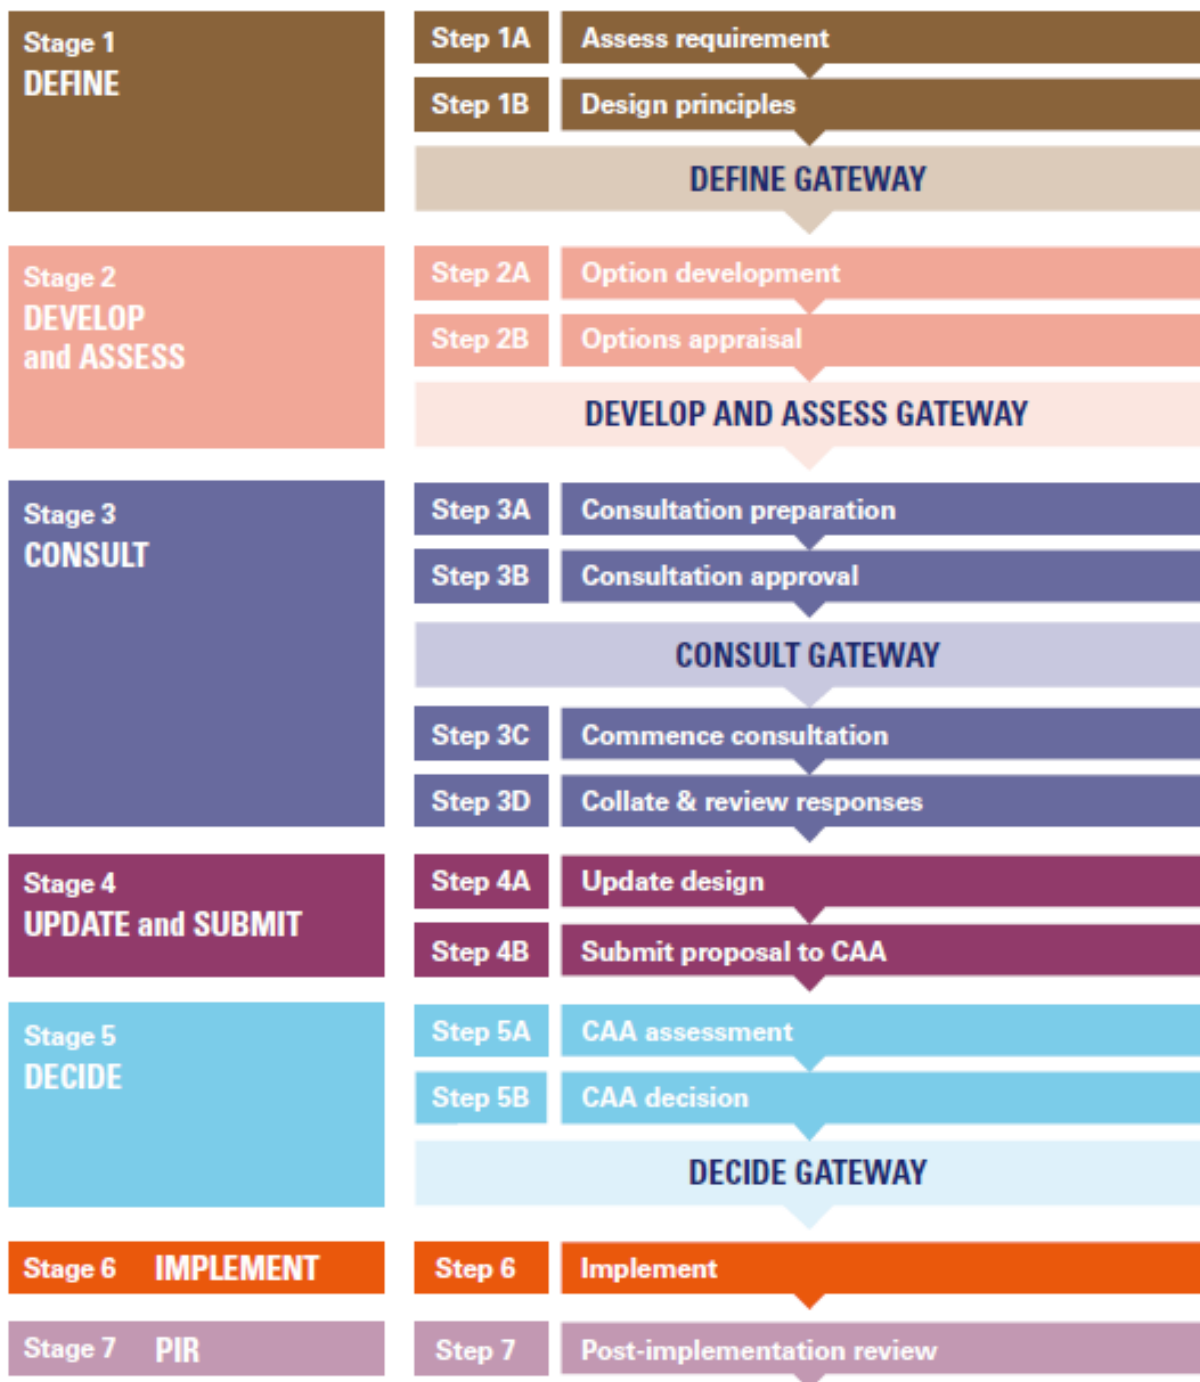 Stage 1
DEFINE
Step 1A Assess requirement
Step 1B Design principles
DEFINE GATEWAY
Stage 2
DEVELOP
and ASSESS
Step 2A Option development
Step 2B Options appraisal
DEVELOP AND ASSESS GATEWAY
Stage 3
CONSULT
Step 3A Consultation preparation
Step 3B Consultation approval
CONSULT GATEWAY
Step 3C Commence consultation
Step 3D Collate & review responses
Stage 4
UPDATE and SUBMIT
Step 4A Update design
Step 4B Submit proposal to CAA
Stage 5
DECIDE
Step 5A CAA assessment
Step 5B CAA decision
DECIDE GATEWAY
Stage 6 IMPLEMENT
Step 6 Implement
Stage 7 PIR
Step 7 Post-implementation review